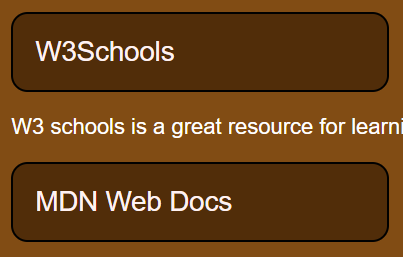 W3Schools
W3 schools is a great resource for learni
MDN Web Docs